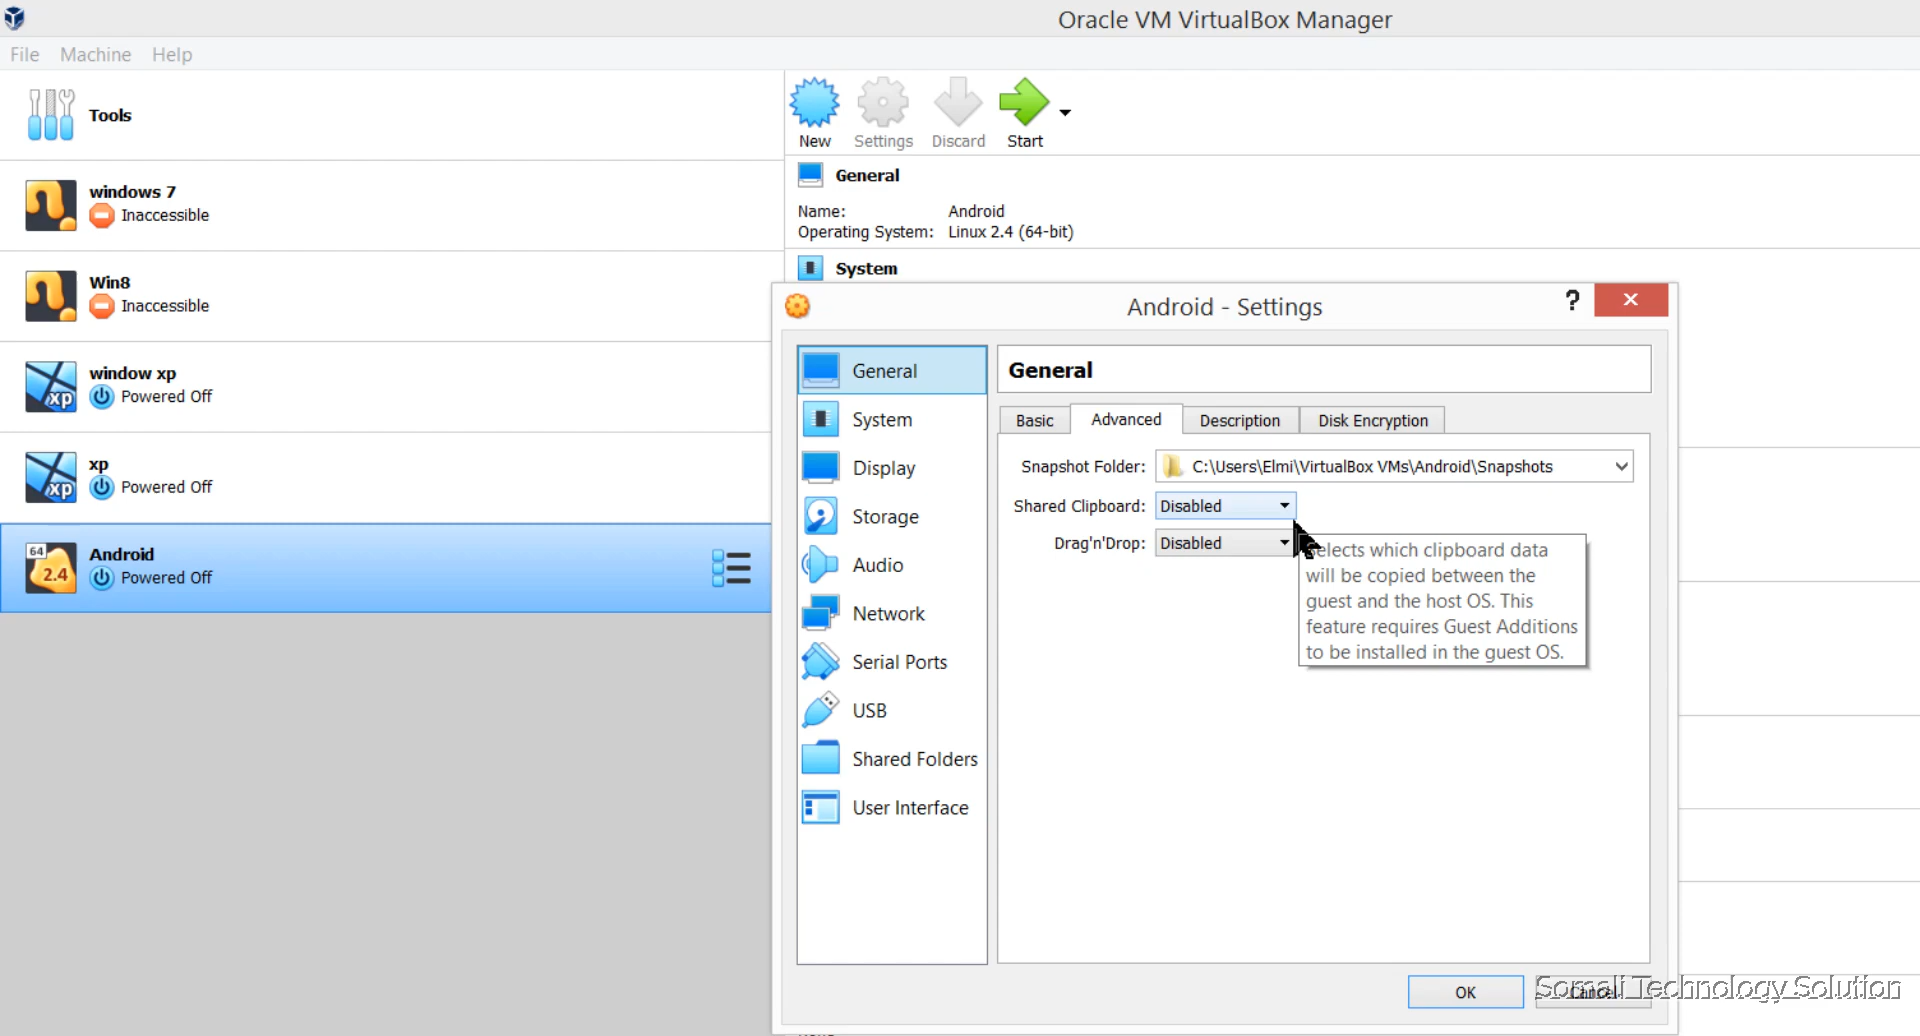 Oracle VM VirtualBox Manager
File Machine Help
Tools
New Settings Discard Start
windows 7
Inaccessible
Win8
Inaccessible
window xp
Powered Off
xp
Powered Off
64
2.4
Android
Powered Off
General
Name: Android
Operating System: Linux 2.4 (64-bit)
System
Android - Settings
?
General
System
Display
Storage
Audio
Network
Serial Ports
USB
Shared Folders
User Interface
General
Basic Advanced Description Disk Encryption
Snapshot Folder: C:\Users\Elmi\VirtualBox VMs\Android\Snapshots
Shared Clipboard: Disabled
Drag'n'Drop: Disabled
Selects which clipboard data
will be copied between the
guest and the host OS. This
feature requires Guest Additions
to be installed in the guest OS.
OK Cancel
Somali Technology Solution